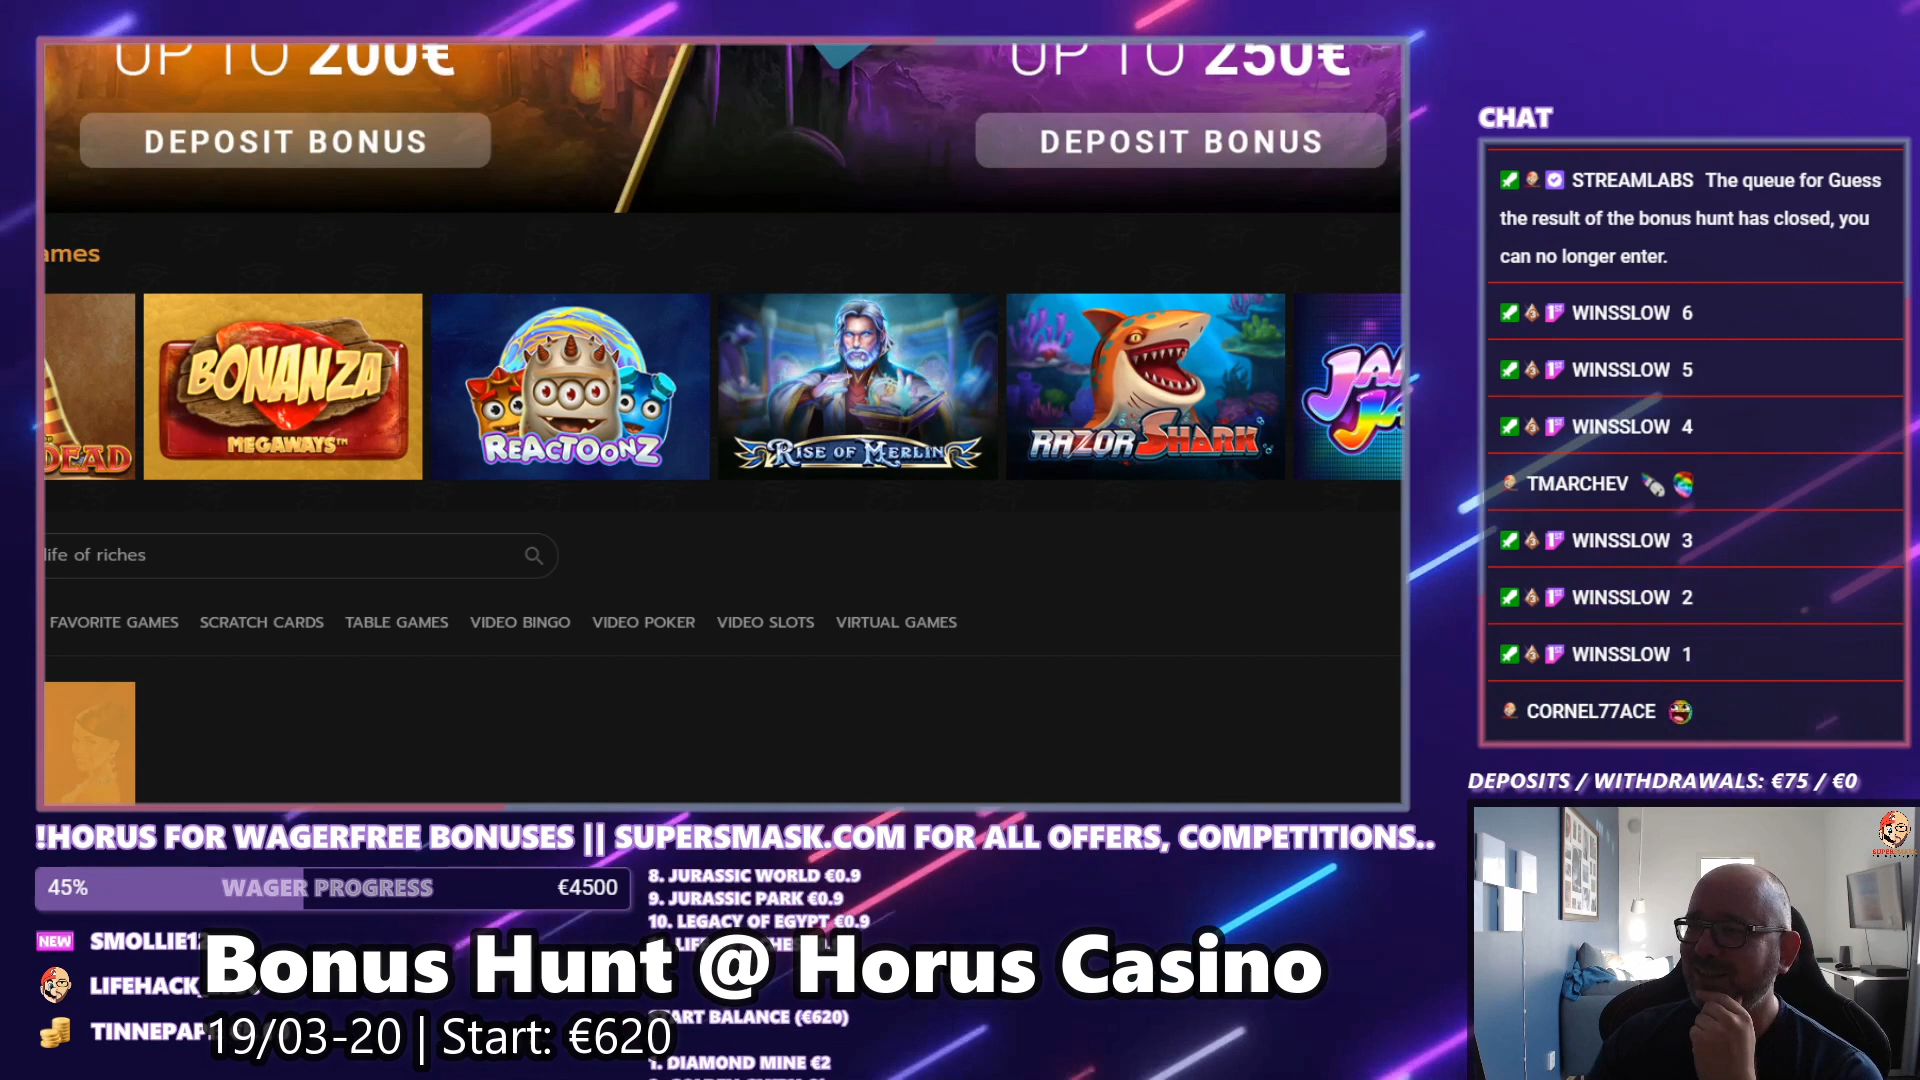 UP TO 200€
UP TO 250€
DEPOSIT BONUS
DEPOSIT BONUS
ames
DEAD
BONANZA
MEGAWAYS™
REACTOONZ
RISE OF MERLIN
RAZOR SHARK
life of riches
FAVORITE GAMES SCRATCH CARDS TABLE GAMES VIDEO BINGO VIDEO POKER VIDEO SLOTS VIRTUAL GAMES
CHAT
STREAMLABS The queue for Guess
the result of the bonus hunt has closed, you
can no longer enter.
WINSSLOW 6
WINSSLOW 5
WINSSLOW 4
TMARCHEV
WINSSLOW 3
WINSSLOW 2
WINSSLOW 1
CORNEL77ACE
DEPOSITS / WITHDRAWALS: €75 / €0
!HORUS FOR WAGERFREE BONUSES || SUPERSMASK.COM FOR ALL OFFERS, COMPETITIONS..
45% WAGER PROGRESS €4500
8. JURASSIC WORLD €0.9
9. JURASSIC PARK €0.9
10. LEGACY OF EGYPT €0.9
NEW SMOLLIE12
LIFEHACK_
TINNEPAP
Bonus Hunt @ Horus Casino
19/03-20 | Start: €620
ART BALANCE (€620)
1. DIAMOND MINE €2